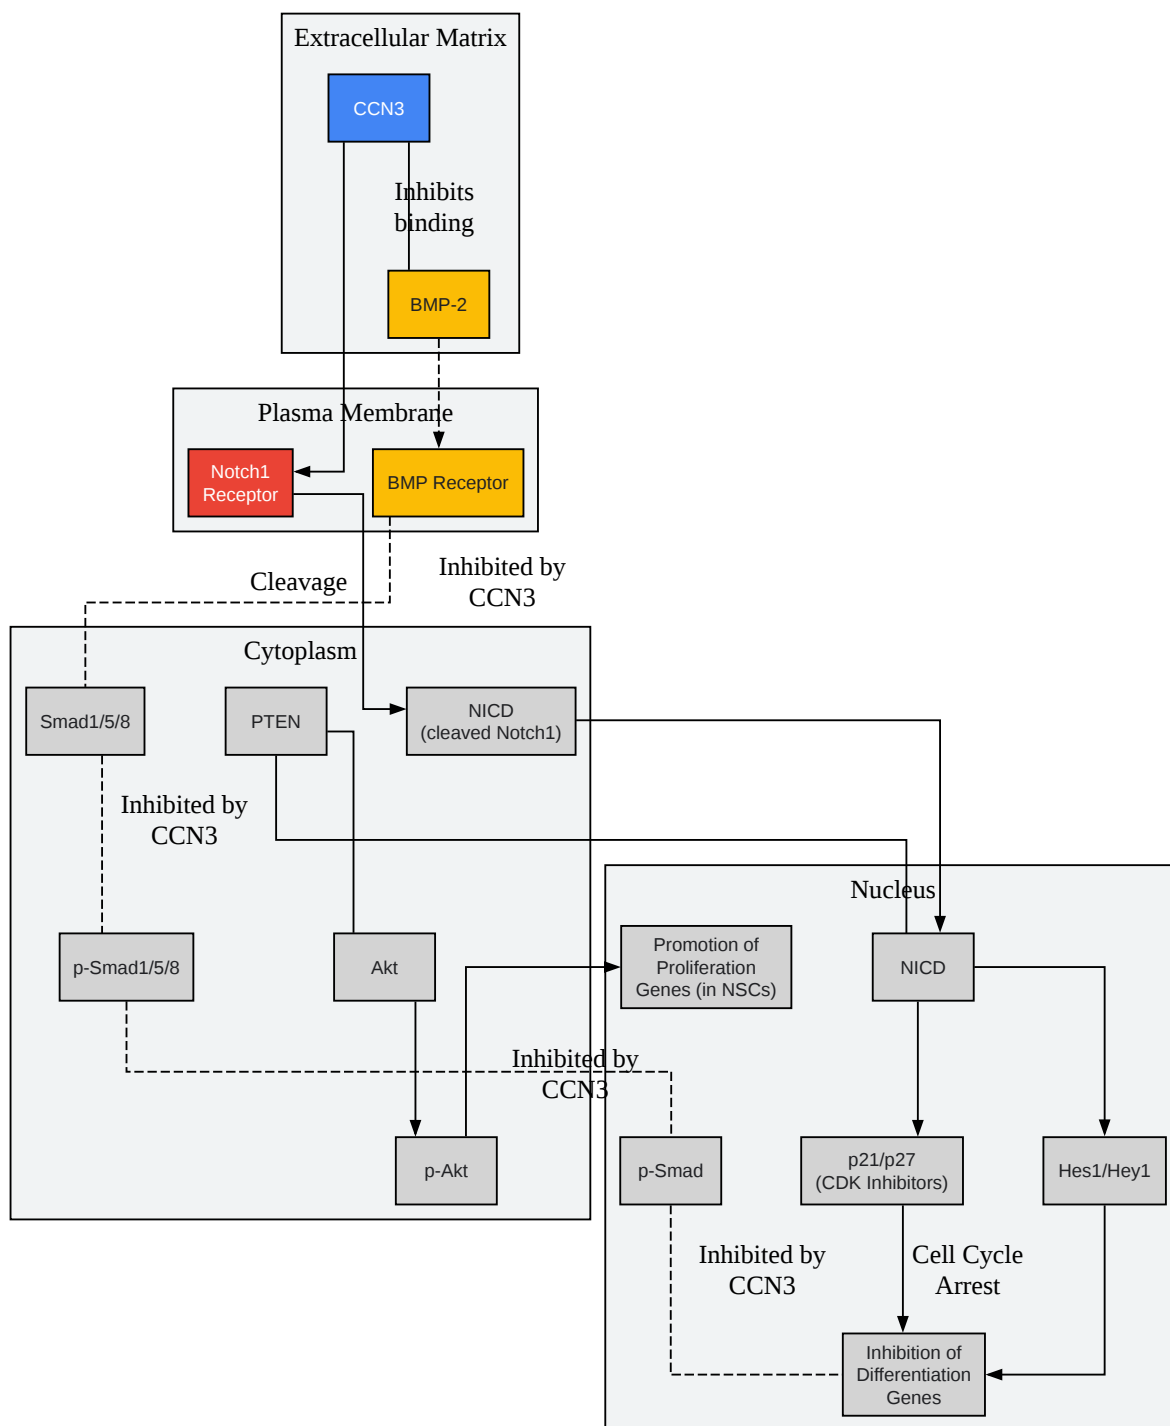 Extracellular Matrix
CCN3
Inhibits
binding
BMP-2
Plasma Membrane
Notch1
Receptor
BMP Receptor
Cleavage
Inhibited by
CCN3
Cytoplasm
Smad1/5/8
PTEN
NICD
(cleaved Notch1)
Inhibited by
CCN3
Nucleus
p-Smad1/5/8
Akt
Promotion of
Proliferation
Genes (in NSCs)
NICD
Inhibited by
CCN3
p-Akt
p-Smad
p21/p27
(CDK Inhibitors)
Hes1/Hey1
Inhibited by
CCN3
Cell Cycle
Arrest
Inhibition of
Differentiation
Genes